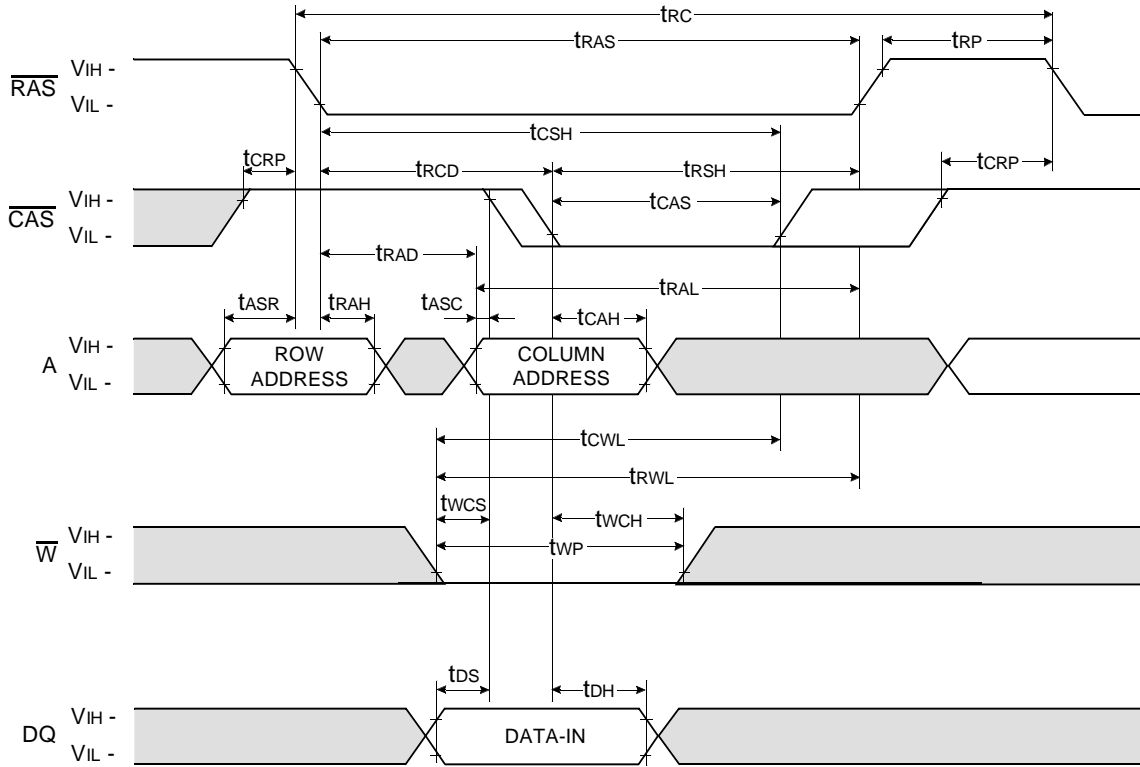 tRC
tRAS
tRP
RAS
VIH -
VIL -
tCSH
tCRP
tRCD
tRSH
tCRP
CAS
VIH -
VIL -
tCAS
tRAD
tRAL
tASR
tRAH
tASC
tCAH
A
VIH -
VIL -
ROW
ADDRESS
COLUMN
ADDRESS
tCWL
tRWL
tWCS
tWCH
W
VIH -
VIL -
tWP
tDS
tDH
DQ
VIH -
VIL -
DATA-IN